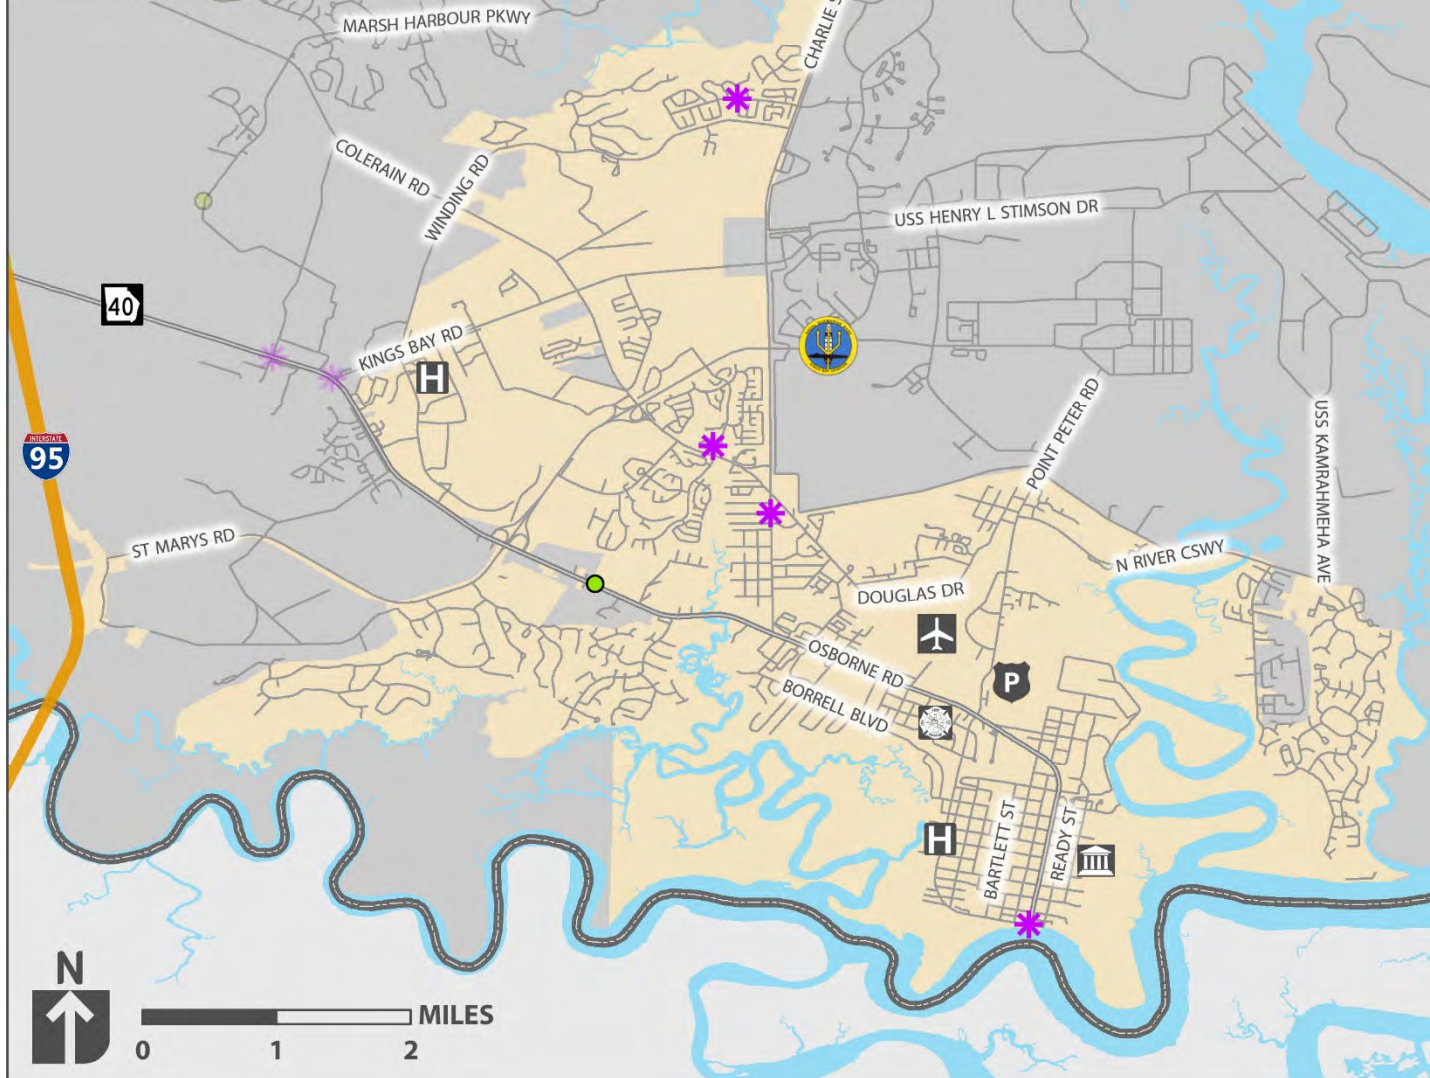 MARSH HARBOUR PKWY
CHARLIE S
COLERAIN RD
WINDING RD
USS HENRY L STIMSON DR
40
KINGS BAY RD
H
INTERSTATE
95
POINT PETER RD
USS KAMRAHMEHA AVE
ST MARYS RD
N RIVER CSWY
DOUGLAS DR
OSBORNE RD
P
BORRELL BLVD
H
BARTLETT ST
READY ST
N
MILES
0 1 2